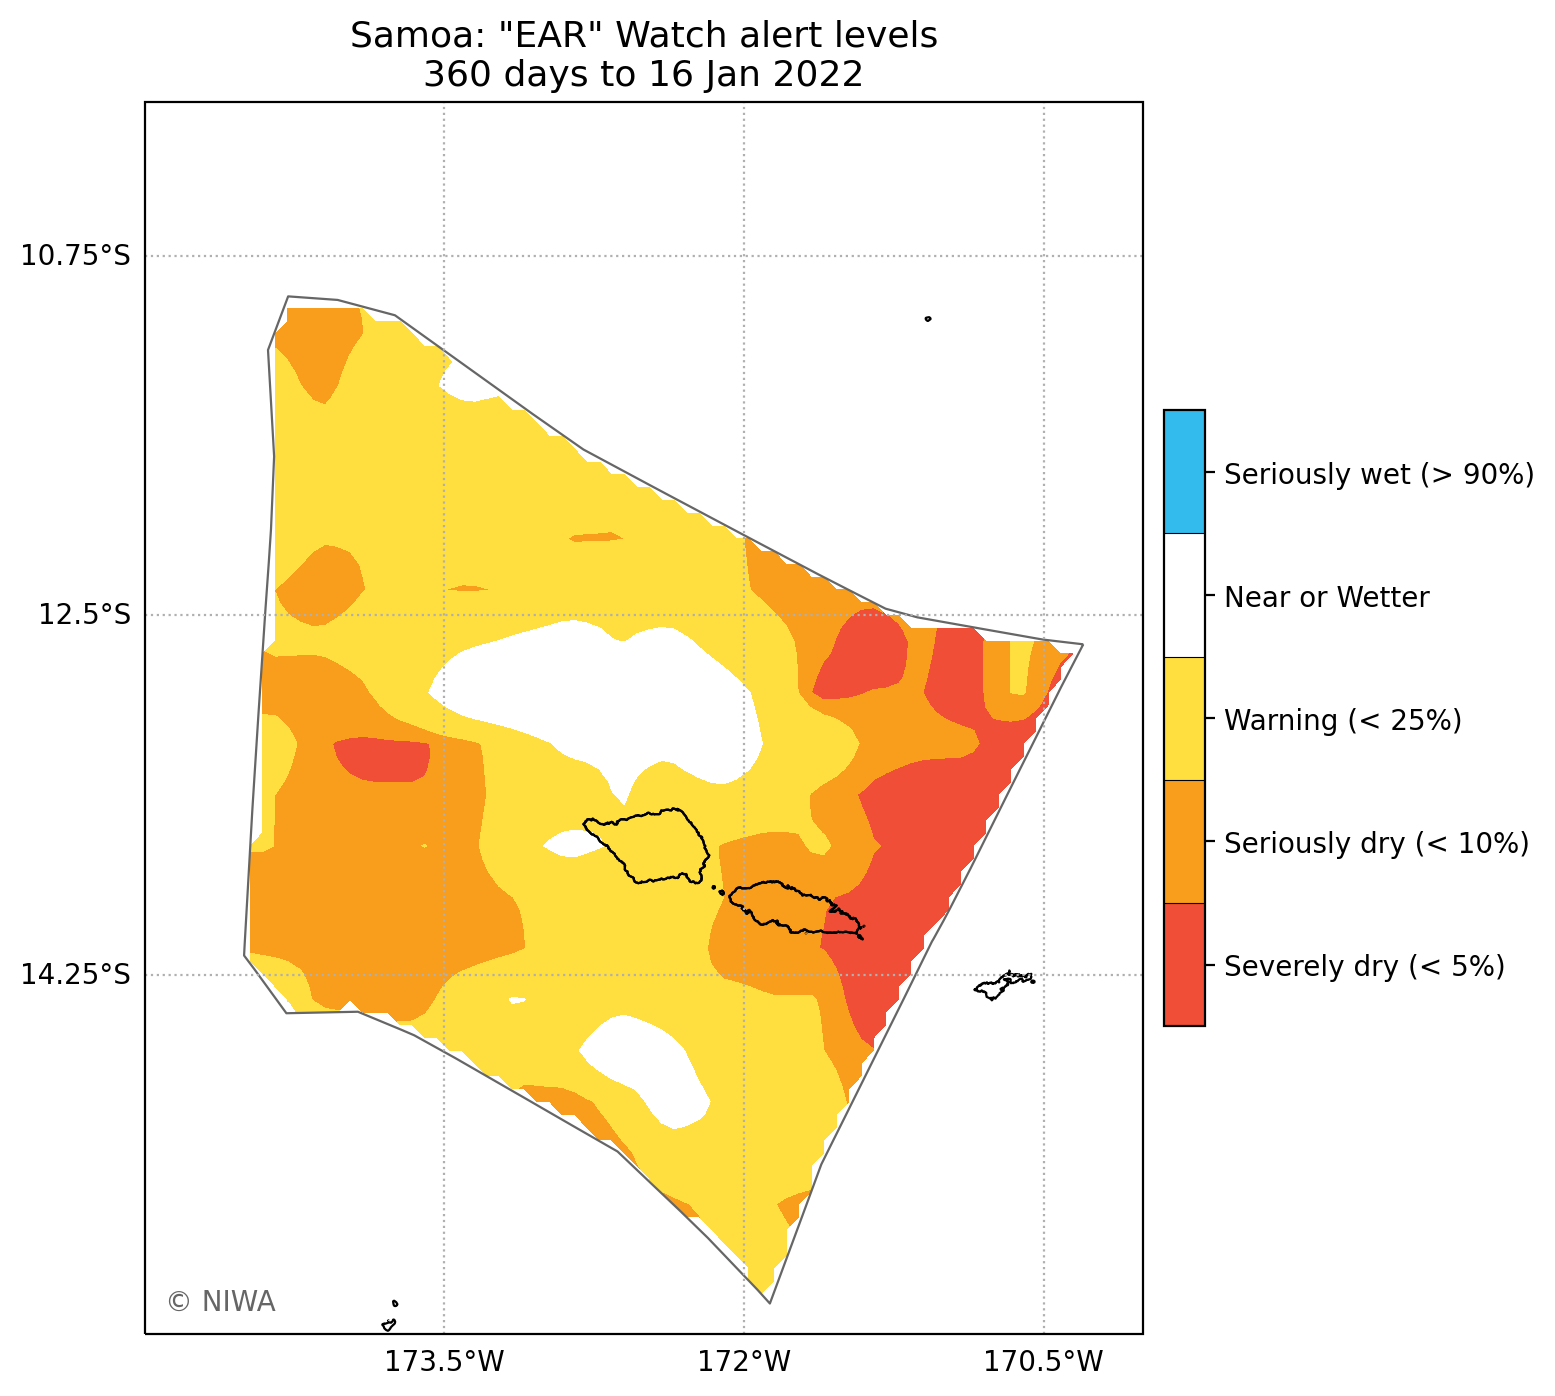 Samoa: "EAR" Watch alert levels
360 days to 16 Jan 2022
10.75°S
12.5°S
14.25°S
173.5°W
172°W
170.5°W
Seriously wet (> 90%)
Near or Wetter
Warning (< 25%)
Seriously dry (< 10%)
Severely dry (< 5%)
© NIWA